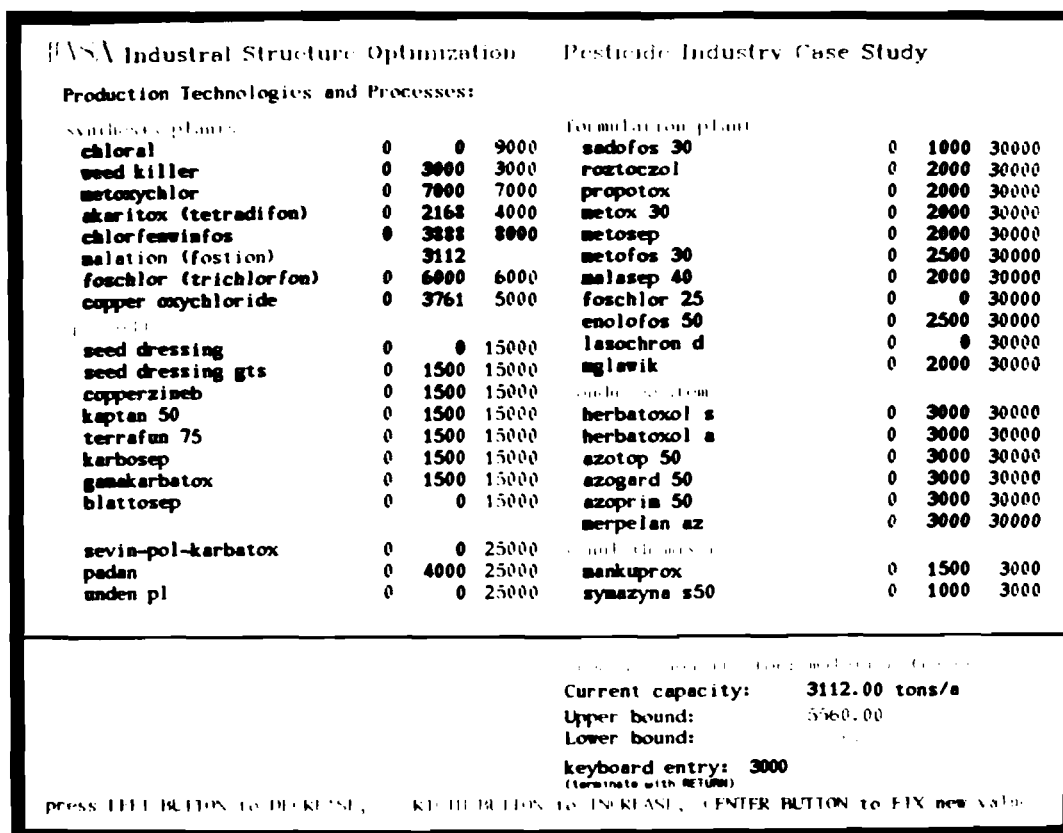 Industral Structure Optimization Pesticide Industry Case Study
Production Technologies and Processes:
synthesis plants
chloral 0 0 9000
weed killer 0 3000 3000
metoxychlor 0 7000 7000
akaritox (tetradifon) 0 2168 4000
chlorfenwinfos 0 3888 8000
malation (fostion) 3112
foschlor (trichlorfon) 0 6000 6000
copper oxychloride 0 3761 5000
seed dressing 0 0 15000
seed dressing gts 0 1500 15000
copperzineb 0 1500 15000
kaptan 50 0 1500 15000
terrafun 75 0 1500 15000
karbosep 0 1500 15000
gamakarbatox 0 1500 15000
blattosep 0 0 15000
sevin-pol-karbatox 0 0 25000
padan 0 4000 25000
unden pl 0 0 25000
formulation plant
sadofos 30 0 1000 30000
roztoczol 0 2000 30000
propotox 0 2000 30000
metox 30 0 2000 30000
metosep 0 2000 30000
metofos 30 0 2500 30000
malasep 40 0 2000 30000
foschlor 25 0 0 30000
enolofos 50 0 2500 30000
lasochron d 0 0 30000
mglawik 0 2000 30000
herbatoxol s 0 3000 30000
herbatoxol a 0 3000 30000
azotop 50 0 3000 30000
azogard 50 0 3000 30000
azoprim 50 0 3000 30000
merpelan az 0 3000 30000
mankuprox 0 1500 3000
symazyna s50 0 1000 3000
Current capacity: 3112.00 tons/a
Upper bound: 5560.00
Lower bound:
keyboard entry: 3000
(terminate with RETURN)
press LEFT BUTTON to DECREASE, RIGHT BUTTON to INCREASE, CENTER BUTTON to FIX new value